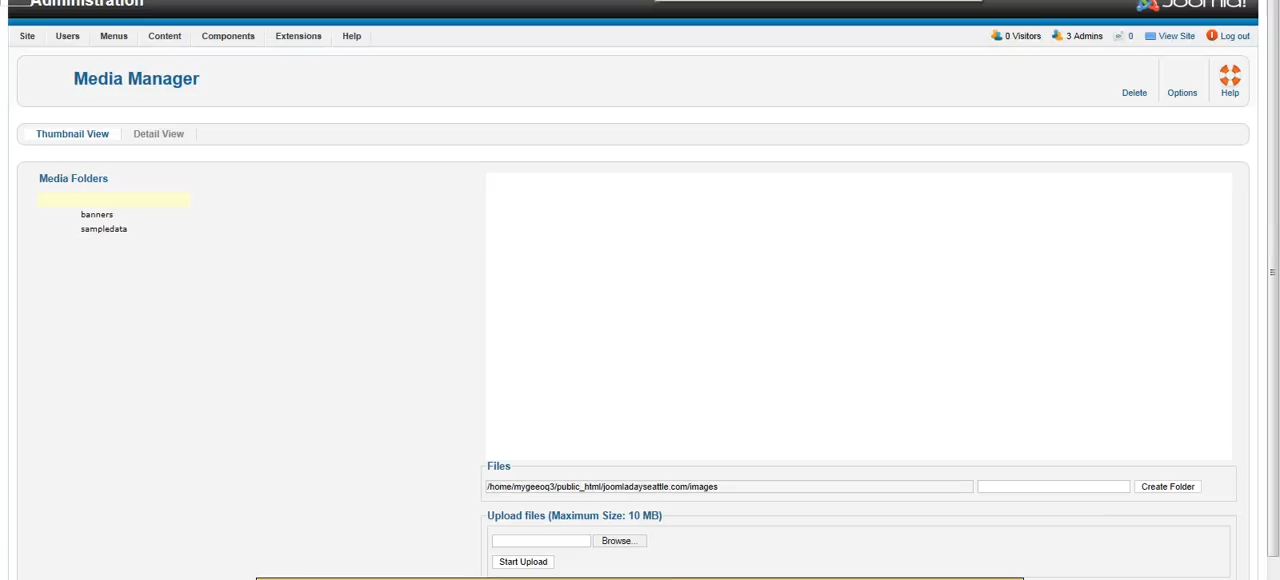 Administration
Joomla!
Site Users Menus Content Components Extensions Help
0 Visitors 3 Admins 0 View Site Log out
Media Manager
Delete Options Help
Thumbnail View Detail View
Media Folders
banners
sampledata
Files
/home/mygeeoq3/public_html/joomladayseattle.com/images Create Folder
Upload files (Maximum Size: 10 MB)
Browse...
Start Upload